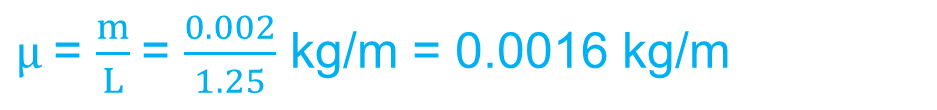 μ = m/L = 0.002/1.25 kg/m = 0.0016 kg/m